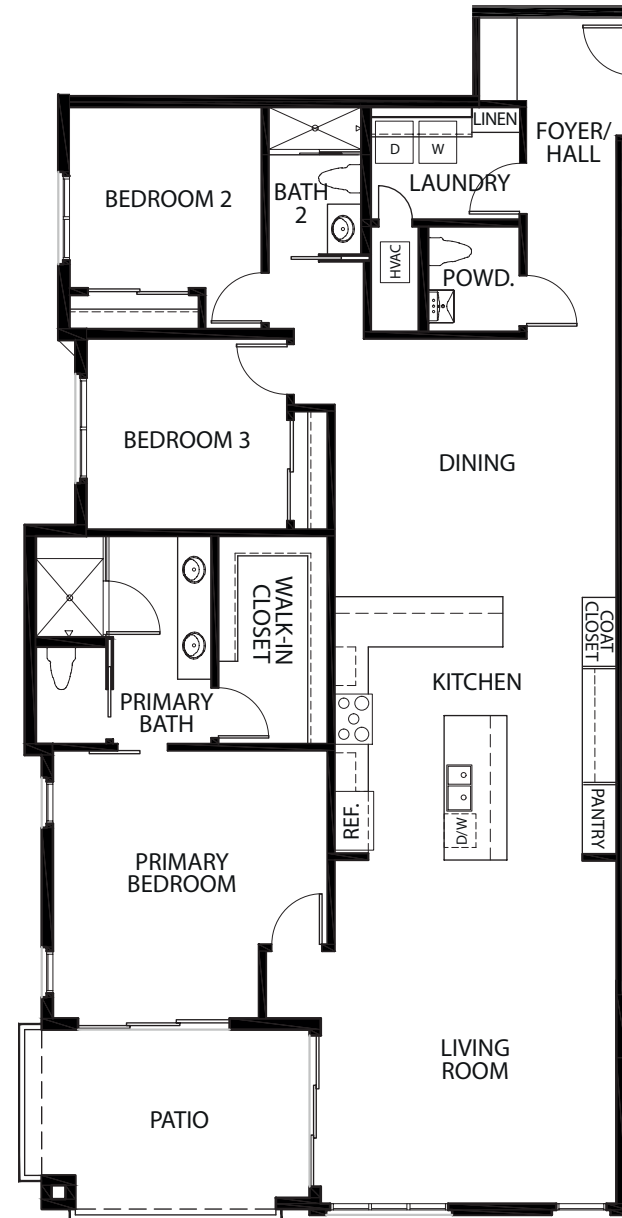 LINEN
FOYER/
HALL
D
W
BEDROOM 2
BATH
2
LAUNDRY
HVAC
POWD.
BEDROOM 3
DINING
WALK-IN
CLOSET
COAT
CLOSET
KITCHEN
PRIMARY
BATH
REF.
D/W
PANTRY
PRIMARY
BEDROOM
LIVING
ROOM
PATIO